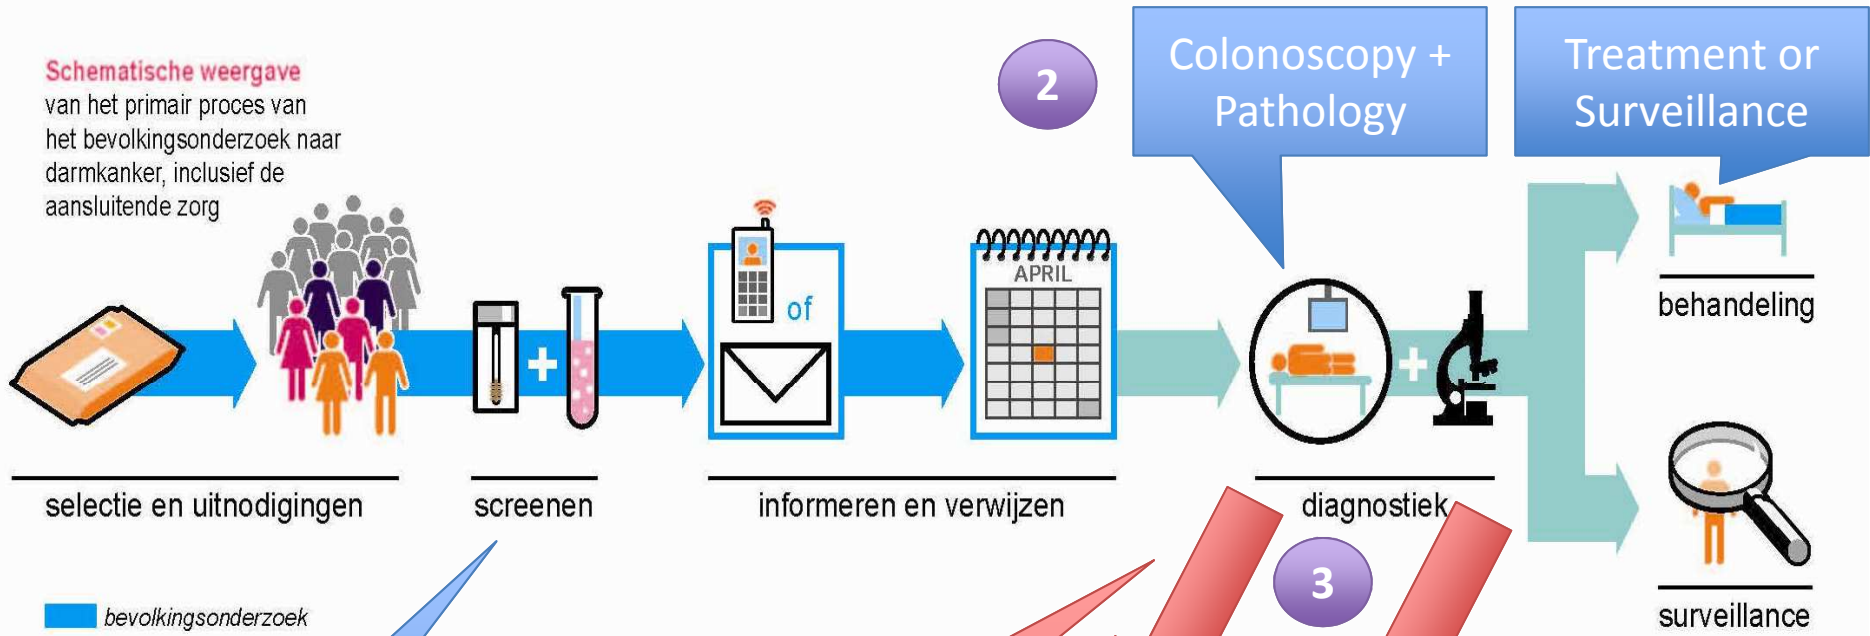 Schematische weergave
van het primair proces van
het bevolkingsonderzoek naar
darmkanker, inclusief de
aansluitende zorg
2
Colonoscopy +
Pathology
Treatment or
Surveillance
of
APRIL
behandeling
selectie en uitnodigingen
screenen
informeren en verwijzen
diagnostiek
3
surveillance
bevolkingsonderzoek